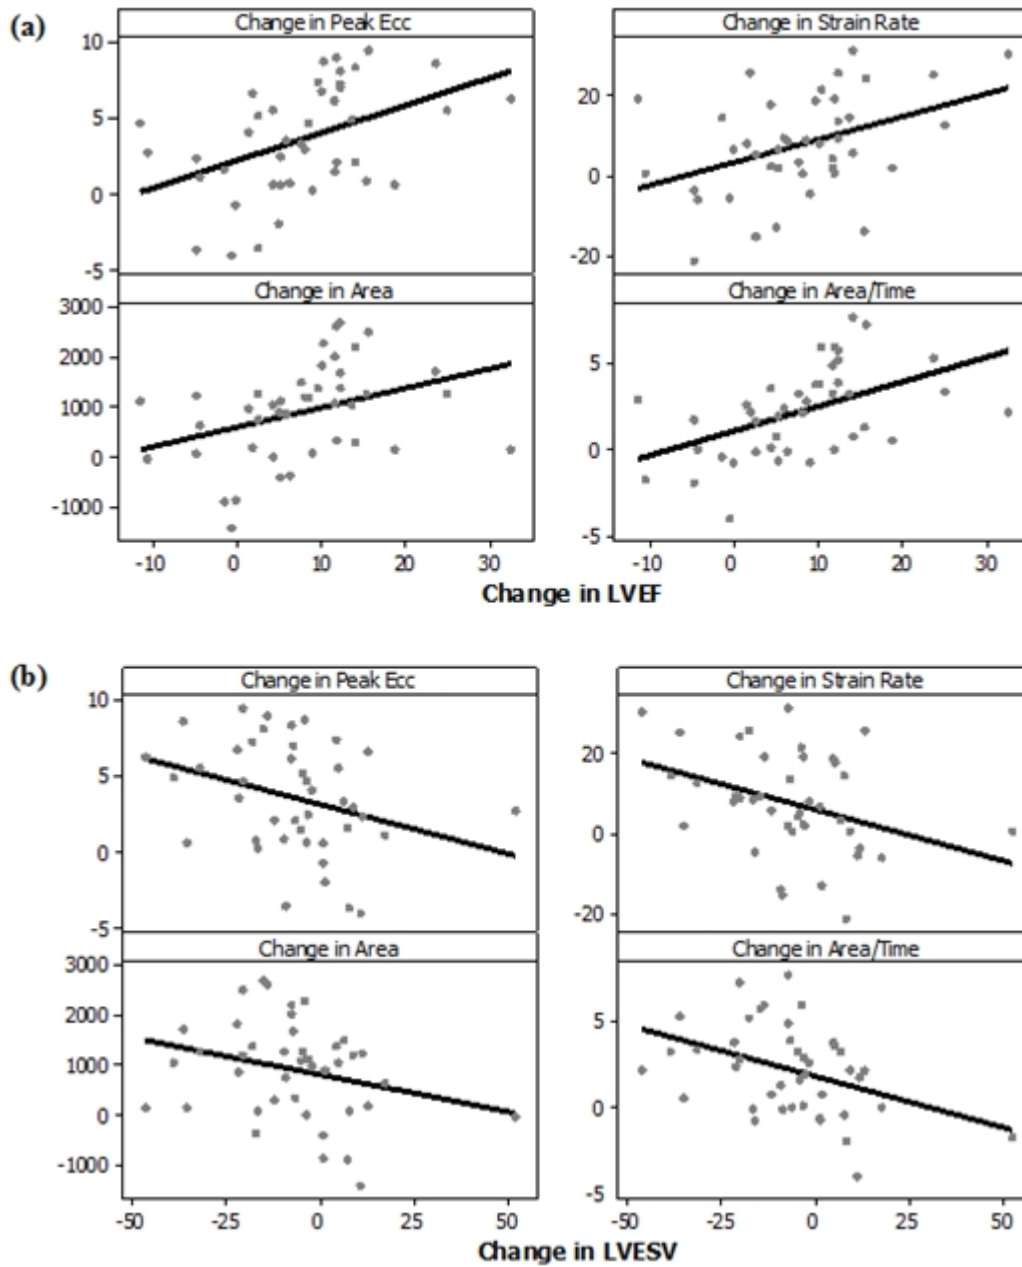 (a)
Change in Peak Ecc
Change in Strain Rate
10
5
0
-5
20
0
-20
Change in Area
Change in Area/Time
3000
2000
1000
0
-1000
5
0
-5
-10 0 10 20 30
-10 0 10 20 30
Change in LVEF
(b)
Change in Peak Ecc
Change in Strain Rate
10
5
0
-5
20
0
-20
Change in Area
Change in Area/Time
3000
2000
1000
0
-1000
5
0
-5
-50 -25 0 25 50
-50 -25 0 25 50
Change in LVESV